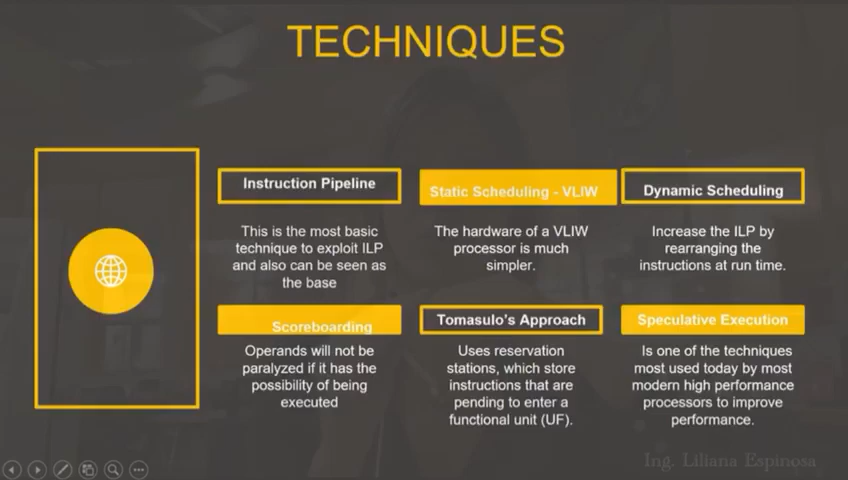 TECHNIQUES
Instruction Pipeline
This is the most basic
technique to exploit ILP
and also can be seen as
the base
Static Scheduling - VLIW
The hardware of a VLIW
processor is much
simpler.
Dynamic Scheduling
Increase the ILP by
rearranging the
instructions at run time.
Scoreboarding
Operands will not be
paralyzed if it has the
possibility of being
executed
Tomasulo's Approach
Uses reservation
stations, which store
instructions that are
pending to enter a
functional unit (UF).
Speculative Execution
Is one of the techniques
most used today by most
modern high performance
processors to improve
performance.
Ing. Liliana Espinosa